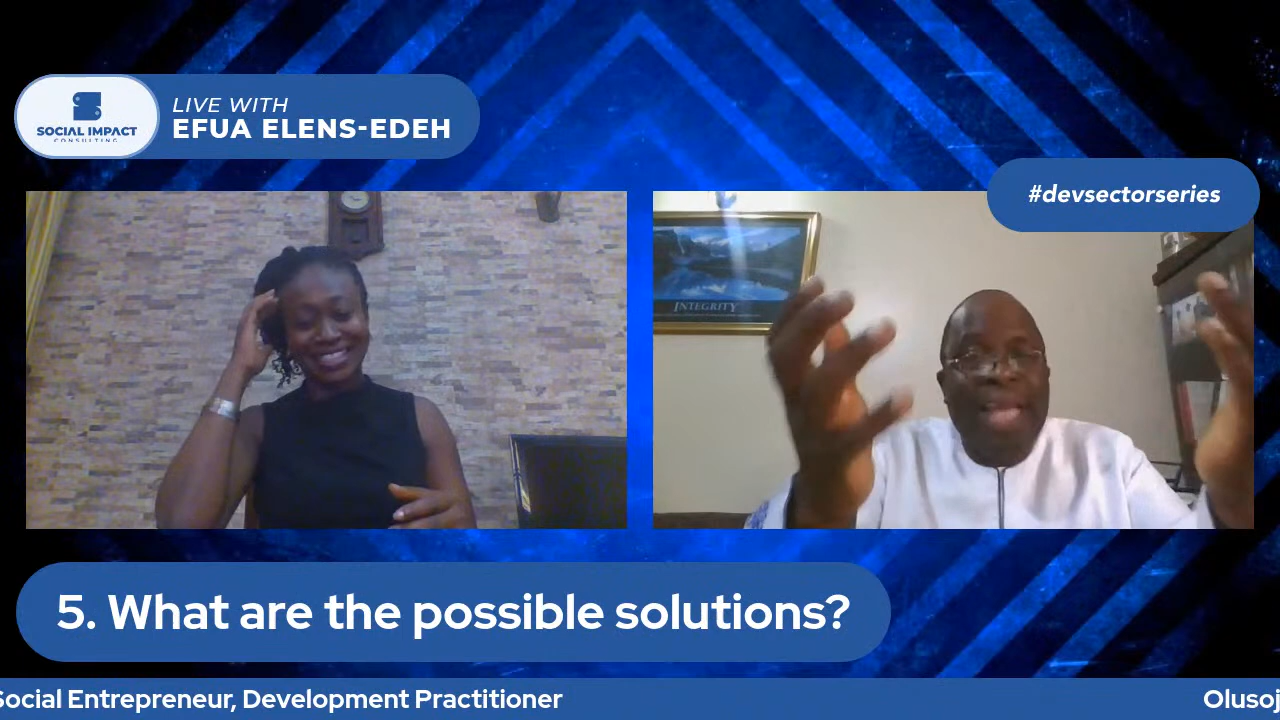 LIVE WITH
EFUA ELENS-EDEH
SOCIAL IMPACT
CONSULTING
#devsectorseries
INTEGRITY
5. What are the possible solutions?
Social Entrepreneur, Development Practitioner
Olusoj